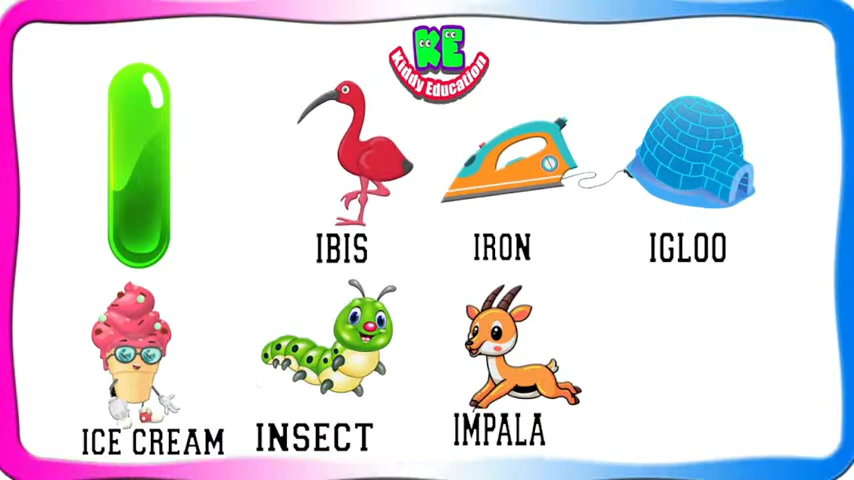 KE
Kiddy Education
I
IBIS
IRON
IGLOO
ICE CREAM
INSECT
IMPALA